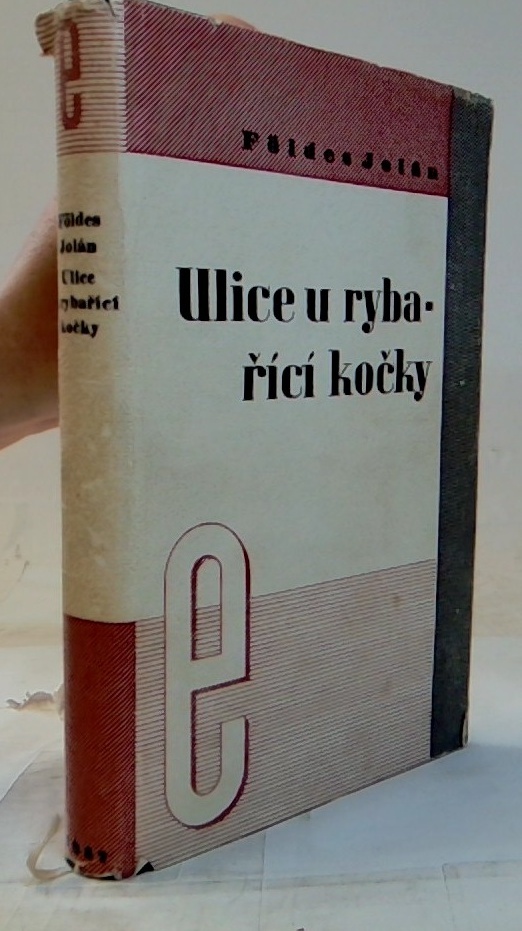 e
Földes
Jolán
Ulice
rybařící
kočky
Földes Jolán
Ulice u ryba-
řící kočky
e